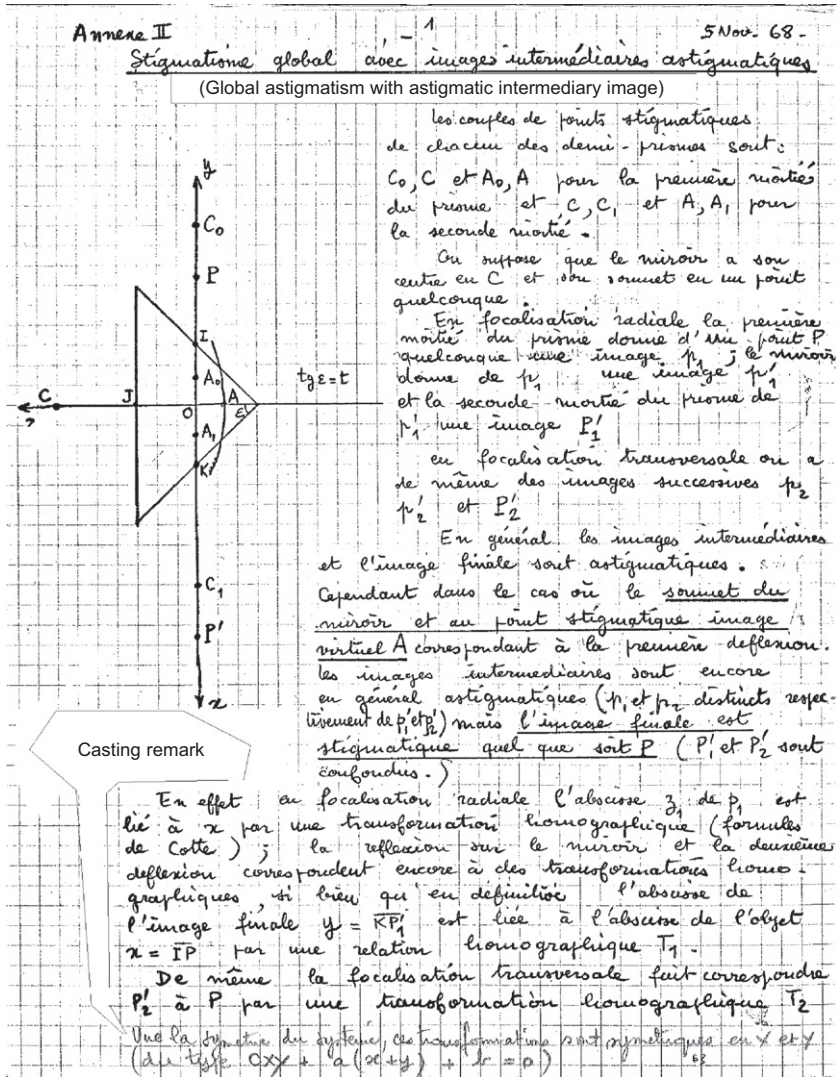 Annexe II
- 1
5 Nov. 68 -
Stigmatisme global avec images intermédiaires astigmatiques
(Global astigmatism with astigmatic intermediary image)
Les couples de points stigmatiques
de chacun des demi-prismes sont :
C₀, C et A₀, A pour la première moitié
du prisme et C, C₁ et A, A₁ pour
la seconde moitié.
On suppose que le miroir a son
centre en C et son sommet en un point
quelconque.
En focalisation radiale la première
moitié du prisme donne d'un point P
quelconque une image p₁ ; le miroir
donne de p₁ une image p'₁
et la seconde moitié du prisme de
p'₁ une image P'₁
en focalisation transversale on a
de même des images successives p₂
p'₂ et P'₂
En général les images intermédiaires
et l'image finale sont astigmatiques.
Cependant dans le cas où le sommet du
miroir et au point stigmatique image
virtuel A correspondant à la première deflexion.
les images intermediaires sont encore
en général astigmatiques (p₁ et p₂ distincts respec-
tivement de p'₁ et p'₂) mais l'image finale est
stigmatique quel que soit P (P'₁ et P'₂ sont
confondus.)
y
C₀
P
I
A₀
tg ε = t
C
J
O
A
ε
z
A₁
K
C₁
P'
x
Casting remark
En effet en focalisation radiale l'abscisse z₁ de p₁ est
lié à x par une transformation homographique (formules
de Cotte) ; la reflexion sur le miroir et la deuxième
deflexion correspondent encore à des transformations homo-
graphiques, si bien qu'en définitive l'abscisse de
l'image finale y = KP'₁ est liée à l'abscisse de l'objet
x = IP par une relation homographique T₁.
De même la focalisation transversale fait correspondre
P'₂ à P par une transformation homographique T₂
Vue la symetrie du système, ces transformations sont symetriques en X et Y
(du type cxy + a(x+y) + b = 0)
63